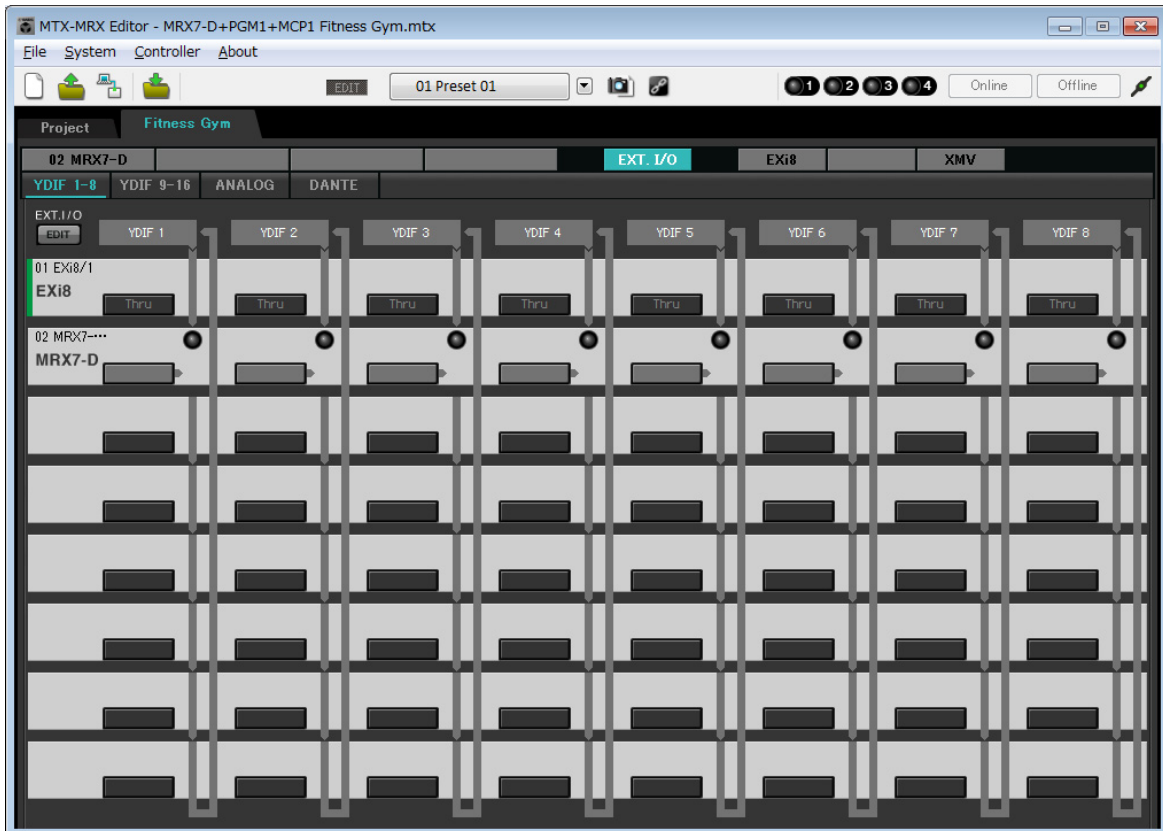 MTX-MRX Editor - MRX7-D+PGM1+MCP1 Fitness Gym.mtx
File System Controller About
EDIT 01 Preset 01 1 2 3 4 Online Offline
Project Fitness Gym
02 MRX7-D EXT. I/O EXi8 XMV
YDIF 1-8 YDIF 9-16 ANALOG DANTE
EXT.I/O
EDIT YDIF 1 YDIF 2 YDIF 3 YDIF 4 YDIF 5 YDIF 6 YDIF 7 YDIF 8
01 EXi8/1
EXi8
Thru Thru Thru Thru Thru Thru Thru Thru
02 MRX7-···
MRX7-D